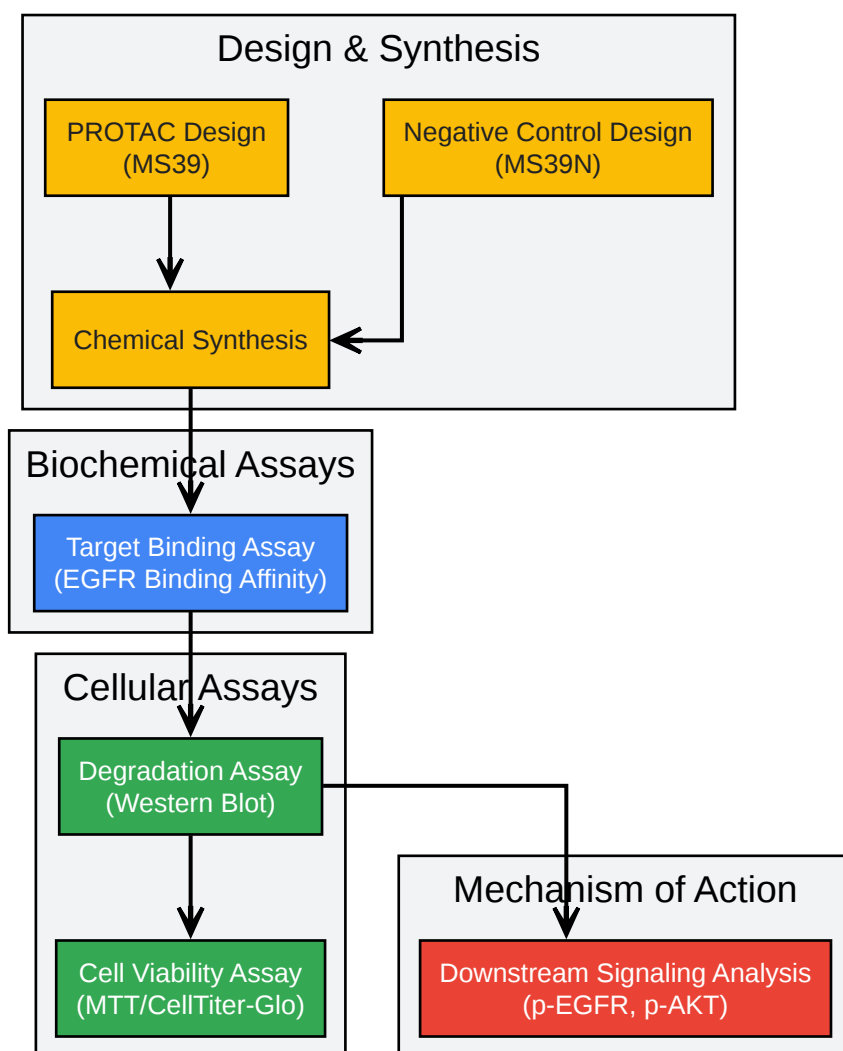 Design & Synthesis
PROTAC Design
(MS39)
Negative Control Design
(MS39N)
Chemical Synthesis
Biochemical Assays
Target Binding Assay
(EGFR Binding Affinity)
Cellular Assays
Degradation Assay
(Western Blot)
Cell Viability Assay
(MTT/CellTiter-Glo)
Mechanism of Action
Downstream Signaling Analysis
(p-EGFR, p-AKT)